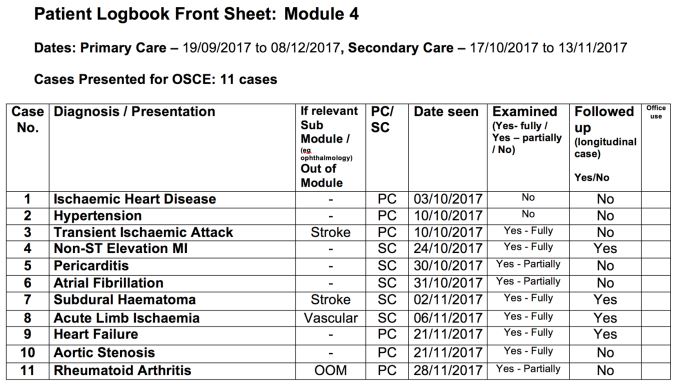 Patient Logbook Front Sheet: Module 4
Dates: Primary Care – 19/09/2017 to 08/12/2017, Secondary Care – 17/10/2017 to 13/11/2017
Cases Presented for OSCE: 11 cases
Case No. Diagnosis / Presentation If relevant Sub Module / (eg. ophthalmology) Out of Module PC/ SC Date seen Examined (Yes- fully / Yes – partially / No) Followed up (longitudinal case) Yes/No Office use
1 Ischaemic Heart Disease - PC 03/10/2017 No No
2 Hypertension - PC 10/10/2017 No No
3 Transient Ischaemic Attack Stroke PC 10/10/2017 Yes - Fully No
4 Non-ST Elevation MI - SC 24/10/2017 Yes - Fully Yes
5 Pericarditis - SC 30/10/2017 Yes - Partially No
6 Atrial Fibrillation - SC 31/10/2017 Yes - Partially No
7 Subdural Haematoma Stroke SC 02/11/2017 Yes - Fully Yes
8 Acute Limb Ischaemia Vascular SC 06/11/2017 Yes - Fully Yes
9 Heart Failure - PC 21/11/2017 Yes - Fully Yes
10 Aortic Stenosis - PC 21/11/2017 Yes - Fully No
11 Rheumatoid Arthritis OOM PC 28/11/2017 Yes - Partially No